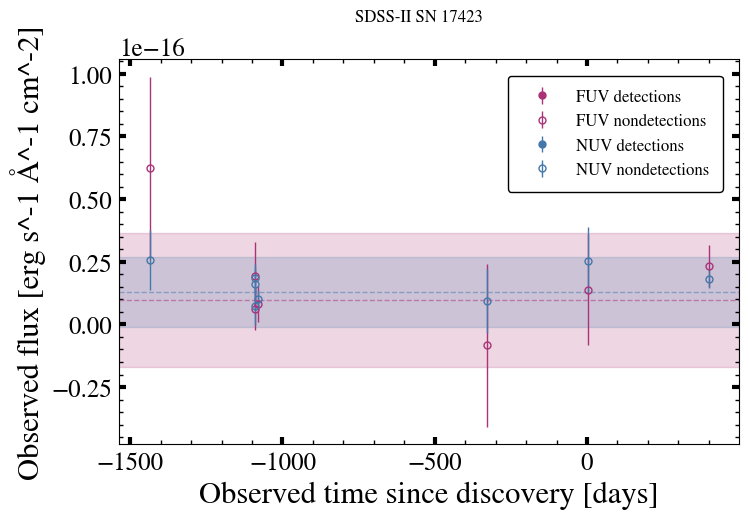 SDSS-II SN 17423
1e−16
1.00
0.75
0.50
0.25
0.00
−0.25
Observed flux [erg s^-1 Å^-1 cm^-2]
FUV detections
FUV nondetections
NUV detections
NUV nondetections
−1500 −1000 −500 0
Observed time since discovery [days]